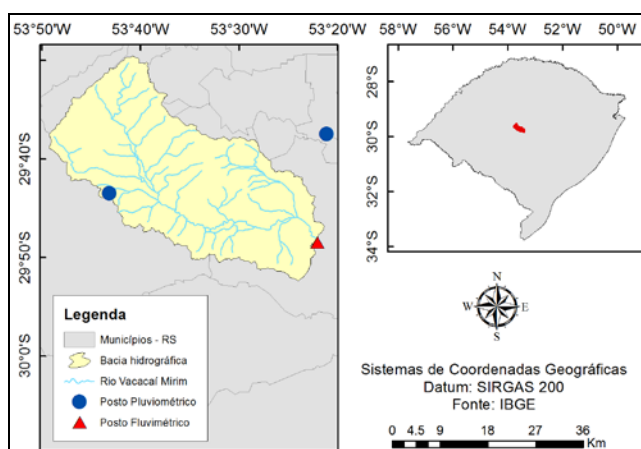 53°50'W 53°40'W 53°30'W 53°20'W
29°40'S
29°50'S
30°0'S
Legenda
Municípios - RS
Bacia hidrográfica
Rio Vacacaí Mirim
Posto Pluviométrico
Posto Fluvimétrico
58°W 56°W 54°W 52°W 50°W
28°S
30°S
32°S
34°S
N
W E
S
Sistemas de Coordenadas Geográficas
Datum: SIRGAS 200
Fonte: IBGE
0 4,5 9 18 27 36
Km